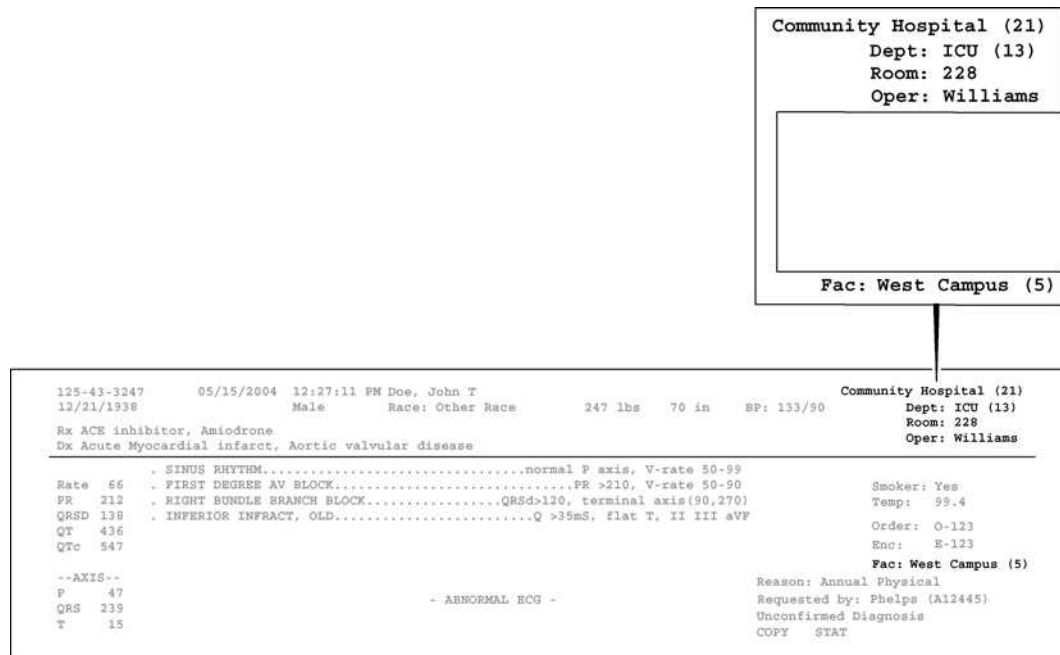 Community Hospital (21)
Dept: ICU (13)
Room: 228
Oper: Williams
Fac: West Campus (5)
125-43-3247 05/15/2004 12:27:11 PM Doe, John T Community Hospital (21)
12/21/1938 Male Race: Other Race 247 lbs 70 in BP: 133/90 Dept: ICU (13)
Room: 228
Rx ACE inhibitor, Amiodrone
Oper: Williams
Dx Acute Myocardial infarct, Aortic valvular disease
. SINUS RHYTHM.................................normal P axis, V-rate 50-99
Rate 66 . FIRST DEGREE AV BLOCK..............................PR >210, V-rate 50-90 Smoker: Yes
PR 212 . RIGHT BUNDLE BRANCH BLOCK.................QRSd>120, terminal axis(90,270) Temp: 99.4
QRSD 138 . INFERIOR INFRACT, OLD.........................Q >35mS, flat T, II III aVF
QT 436 Order: O-123
QTc 547 Enc: E-123
Fac: West Campus (5)
--AXIS-- Reason: Annual Physical
P 47 - ABNORMAL ECG - Requested by: Phelps (A12445)
QRS 239 Unconfirmed Diagnosis
T 15 COPY STAT